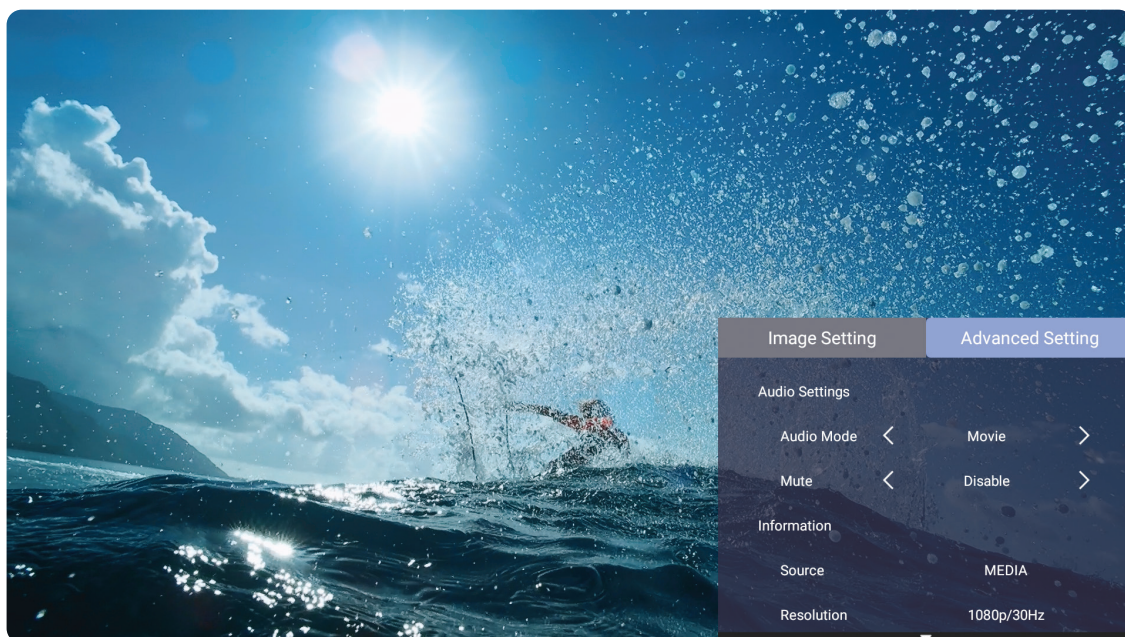 Image Setting Advanced Setting
Audio Settings
Audio Mode Movie
Mute Disable
Information
Source MEDIA
Resolution 1080p/30Hz